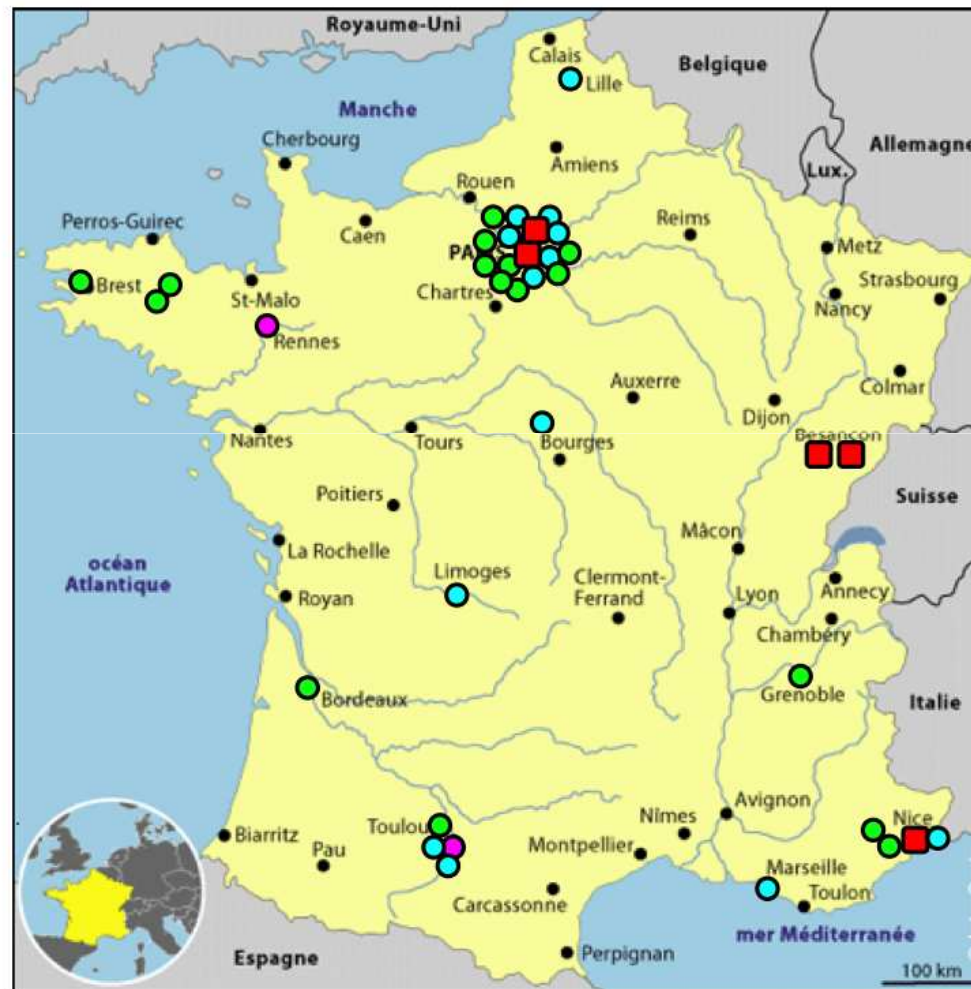 Royaume-Uni
Calais
Lille
Belgique
Manche
Cherbourg
Amiens
Allemagne
Lux.
Rouen
Perros-Guirec
Caen
Reims
Metz
Brest
St-Malo
Chartres
Strasbourg
Nancy
Rennes
Auxerre
Colmar
Dijon
Nantes
Tours
Bourges
Besançon
Poitiers
Suisse
La Rochelle
Mâcon
océan
Atlantique
Limoges
Clermont-
Ferrand
Royan
Lyon
Annecy
Chambéry
Bordeaux
Grenoble
Italie
Avignon
Biarritz
Toulou
Nîmes
Nice
Pau
Montpellier
Marseille
Carcassonne
Toulon
mer Méditerranée
Espagne
Perpignan
100 km